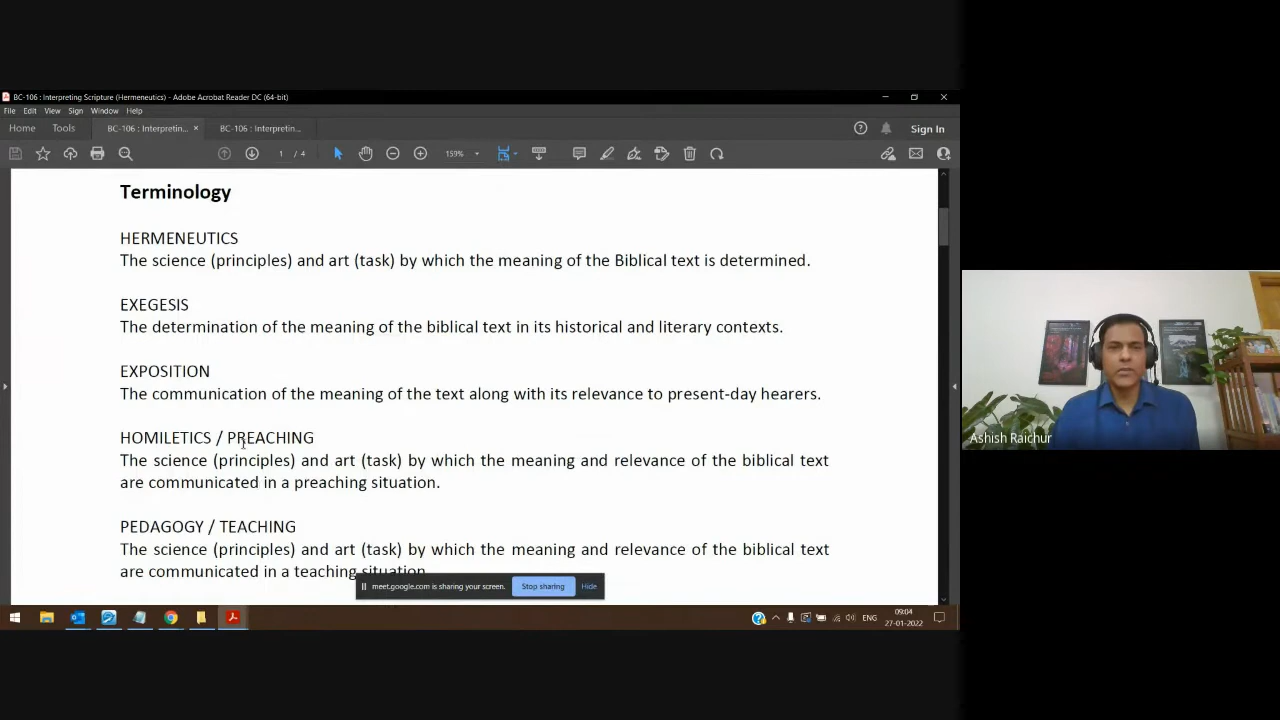 BC-106 : Interpreting Scripture (Hermeneutics) - Adobe Acrobat Reader DC (64-bit)
File Edit View Sign Window Help
Home Tools BC-106 : Interpretin... × BC-106 : Interpretin... Sign In
1 / 4 159%
Terminology
HERMENEUTICS
The science (principles) and art (task) by which the meaning of the Biblical text is determined.
EXEGESIS
The determination of the meaning of the biblical text in its historical and literary contexts.
EXPOSITION
The communication of the meaning of the text along with its relevance to present-day hearers.
HOMILETICS / PREACHING
The science (principles) and art (task) by which the meaning and relevance of the biblical text
are communicated in a preaching situation.
PEDAGOGY / TEACHING
The science (principles) and art (task) by which the meaning and relevance of the biblical text
are communicated in a teaching situation.
meet.google.com is sharing your screen. Stop sharing Hide
ENG
09:04
27-01-2022
Ashish Raichur